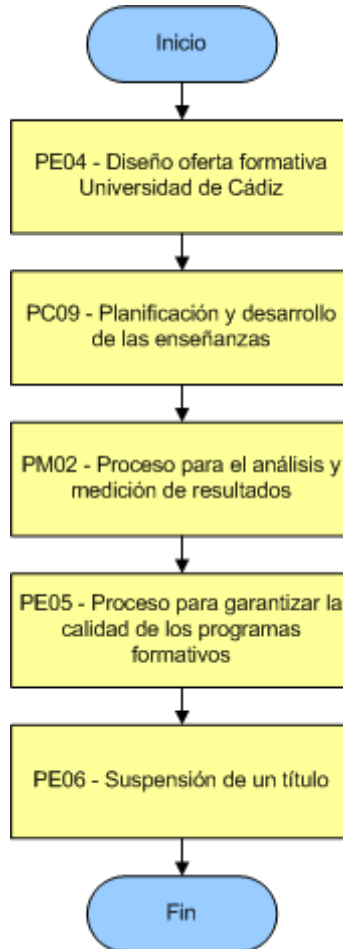 Inicio
PE04 - Diseño oferta formativa
Universidad de Cádiz
PC09 - Planificación y desarrollo
de las enseñanzas
PM02 - Proceso para el análisis y
medición de resultados
PE05 - Proceso para garantizar la
calidad de los programas
formativos
PE06 - Suspensión de un título
Fin